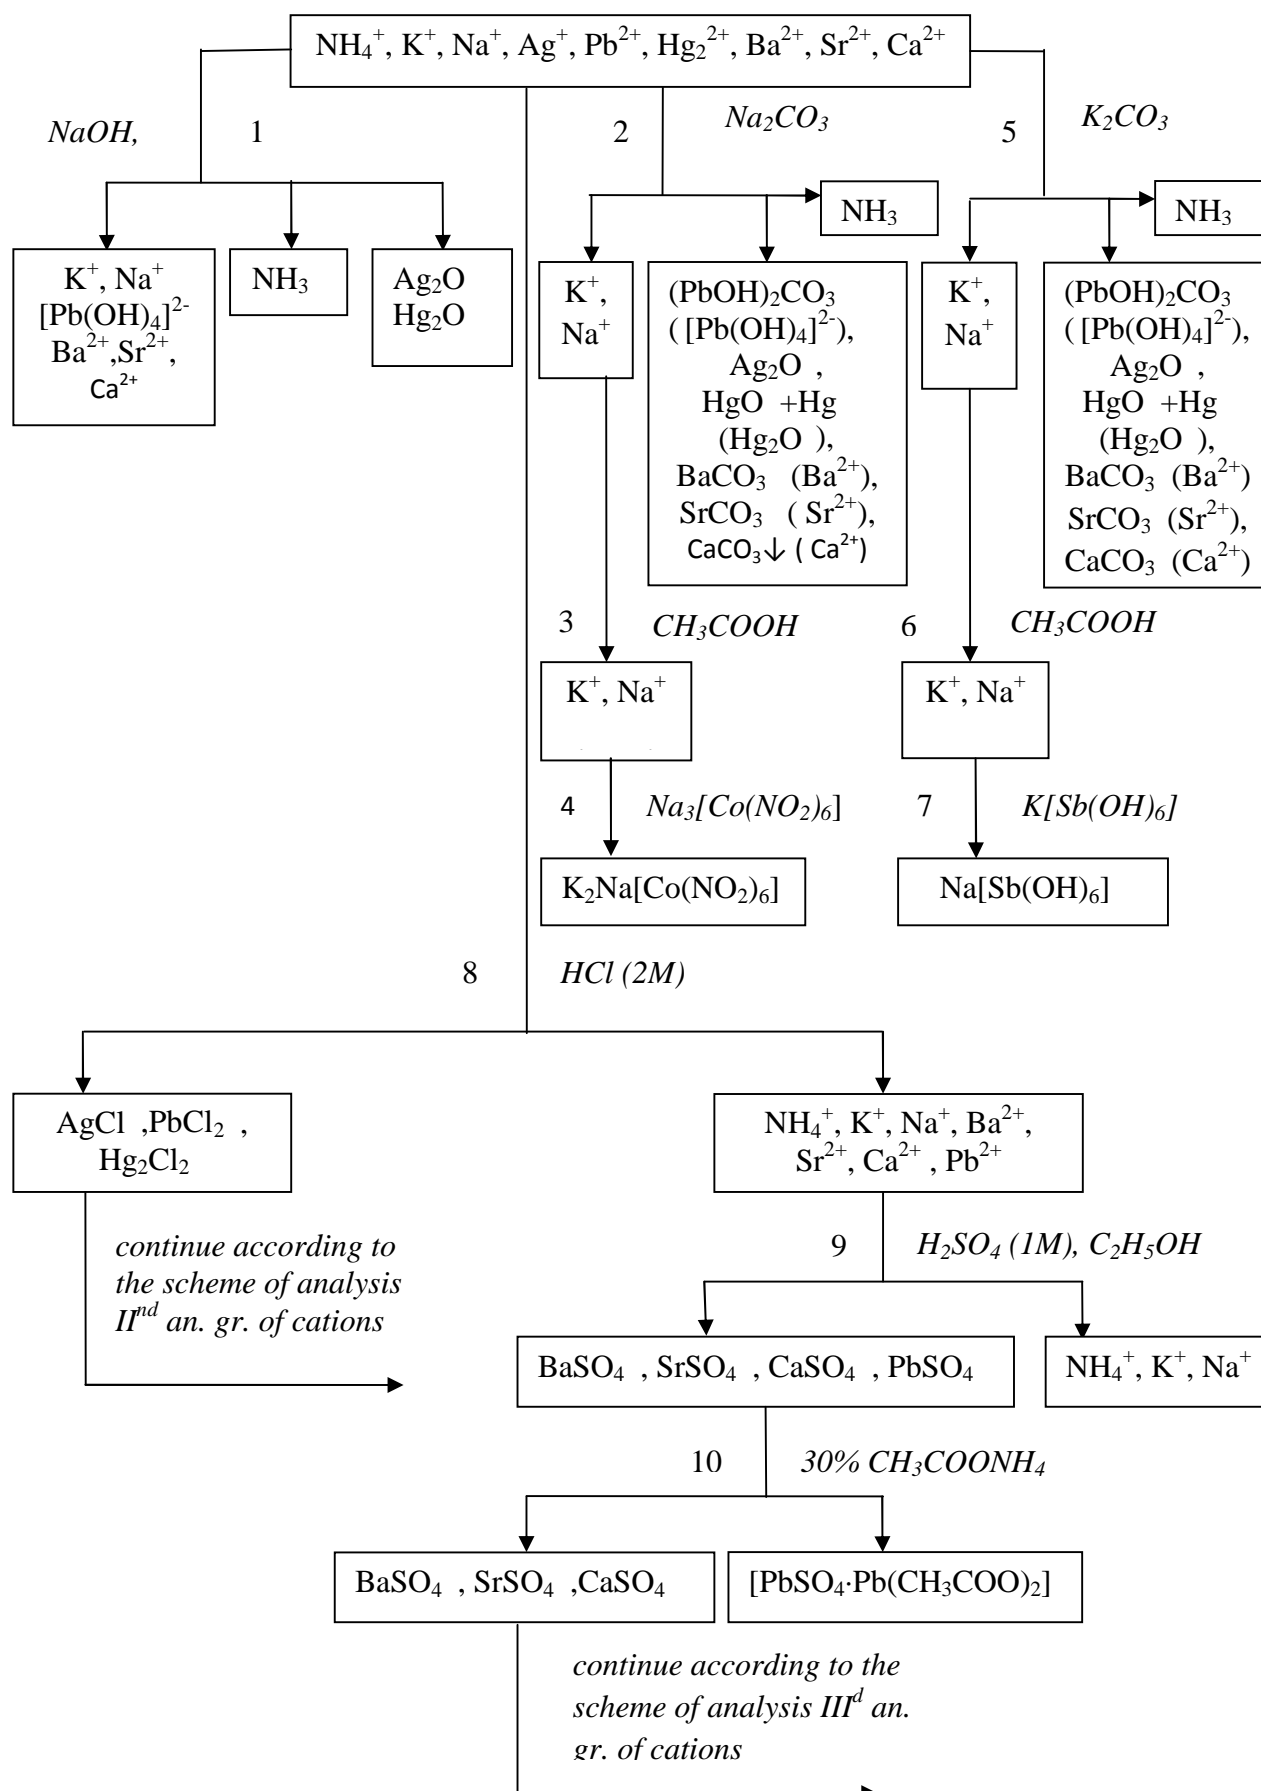 NH₄⁺, K⁺, Na⁺, Ag⁺, Pb²⁺, Hg₂²⁺, Ba²⁺, Sr²⁺, Ca²⁺
NaOH,
1
2
Na₂CO₃
5
K₂CO₃
K⁺, Na⁺
[Pb(OH)₄]²⁻
Ba²⁺,Sr²⁺,
Ca²⁺
NH₃
Ag₂O
Hg₂O
K⁺,
Na⁺
NH₃
(PbOH)₂CO₃
( [Pb(OH)₄]²⁻),
Ag₂O ,
HgO +Hg
(Hg₂O ),
BaCO₃ (Ba²⁺),
SrCO₃ ( Sr²⁺),
CaCO₃↓ ( Ca²⁺)
K⁺,
Na⁺
NH₃
(PbOH)₂CO₃
( [Pb(OH)₄]²⁻),
Ag₂O ,
HgO +Hg
(Hg₂O ),
BaCO₃ (Ba²⁺)
SrCO₃ (Sr²⁺),
CaCO₃ (Ca²⁺)
3
CH₃COOH
6
CH₃COOH
K⁺, Na⁺
K⁺, Na⁺
4
Na₃[Co(NO₂)₆]
7
K[Sb(OH)₆]
K₂Na[Co(NO₂)₆]
Na[Sb(OH)₆]
8
HCl (2M)
AgCl ,PbCl₂ ,
Hg₂Cl₂
NH₄⁺, K⁺, Na⁺, Ba²⁺,
Sr²⁺, Ca²⁺ , Pb²⁺
continue according to
the scheme of analysis
IIⁿᵈ an. gr. of cations
9
H₂SO₄ (1M), C₂H₅OH
BaSO₄ , SrSO₄ , CaSO₄ , PbSO₄
NH₄⁺, K⁺, Na⁺
10
30% CH₃COONH₄
BaSO₄ , SrSO₄ ,CaSO₄
[PbSO₄·Pb(CH₃COO)₂]
continue according to the
scheme of analysis IIIᵈ an.
gr. of cations